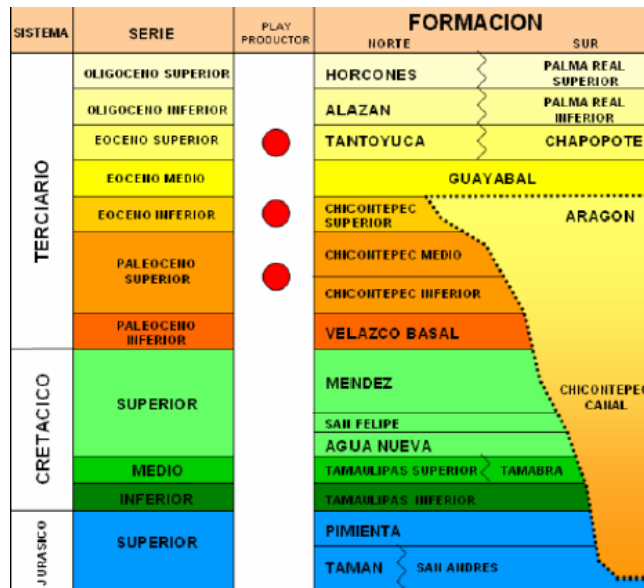 SISTEMA
SERIE
PLAY
PRODUCTOR
FORMACION
NORTE
SUR
TERCIARIO
OLIGOCENO SUPERIOR
HORCONES
PALMA REAL
SUPERIOR
OLIGOCENO INFERIOR
ALAZAN
PALMA REAL
INFERIOR
EOCENO SUPERIOR
TANTOYUCA
CHAPOPOTE
EOCENO MEDIO
GUAYABAL
EOCENO INFERIOR
CHICONTEPEC
SUPERIOR
ARAGON
PALEOCENO
SUPERIOR
CHICONTEPEC MEDIO
CHICONTEPEC INFERIOR
PALEOCENO
INFERIOR
VELAZCO BASAL
CRETACICO
SUPERIOR
MENDEZ
CHICONTEPEC
CANAL
SAN FELIPE
AGUA NUEVA
MEDIO
TAMAULIPAS SUPERIOR
TAMABRA
INFERIOR
TAMAULIPAS INFERIOR
JURASICO
SUPERIOR
PIMIENTA
TAMAN
SAN ANDRES